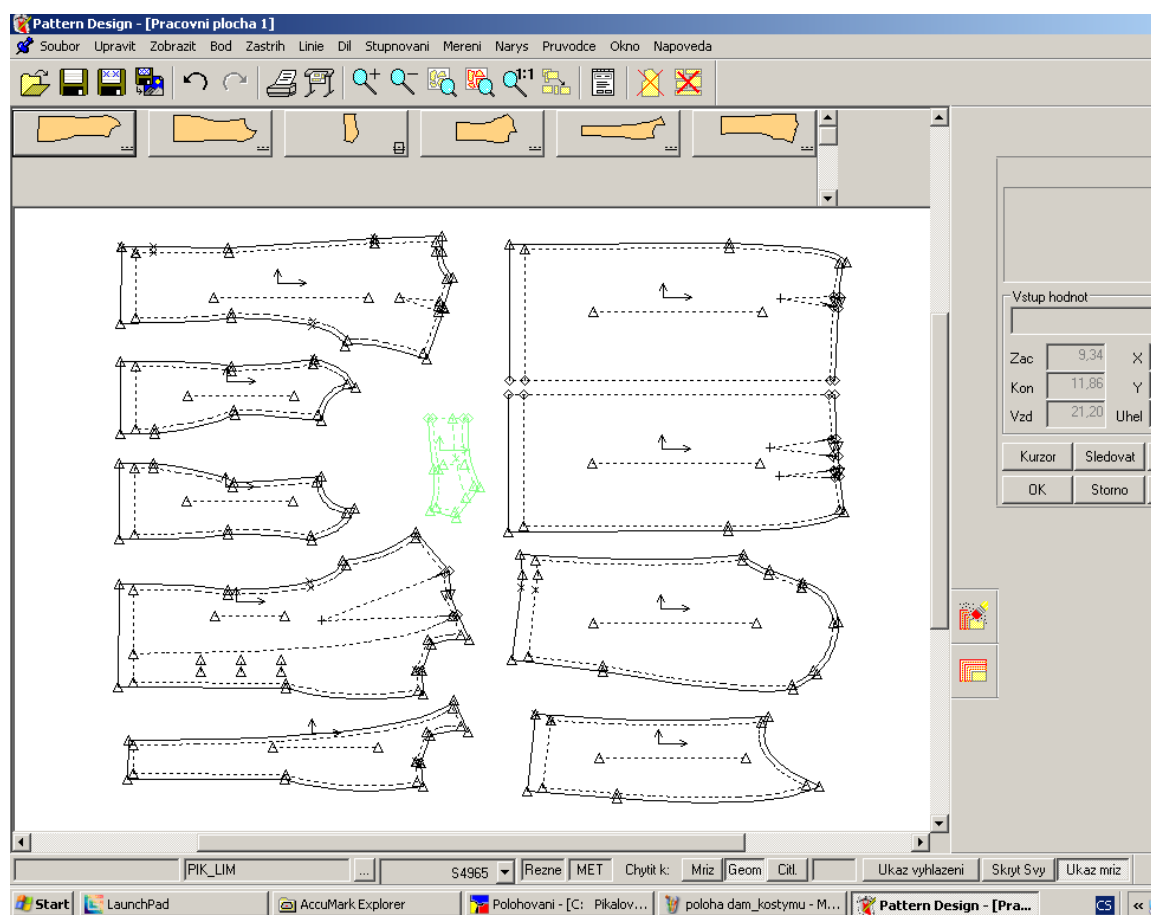 Pattern Design - [Pracovni plocha 1]
Soubor Upravit Zobrazit Bod Zastrih Linie Dil Stupnovani Mereni Narys Pruvodce Okno Napoveda
1:1
Vstup hodnot
Zac 9,34 X
Kon 11,86 Y
Vzd 21,20 Uhel
Kurzor Sledovat
OK Storno
PIK_LIM ... S4965 Rezne MET Chytit k: Mriz Geom Citl. Ukaz vyhlazeni Skryt Svy Ukaz mriz
Start LaunchPad AccuMark Explorer Polohovani - [C: Pikalov... poloha dam_kostymu - M... Pattern Design - [Pra... CS